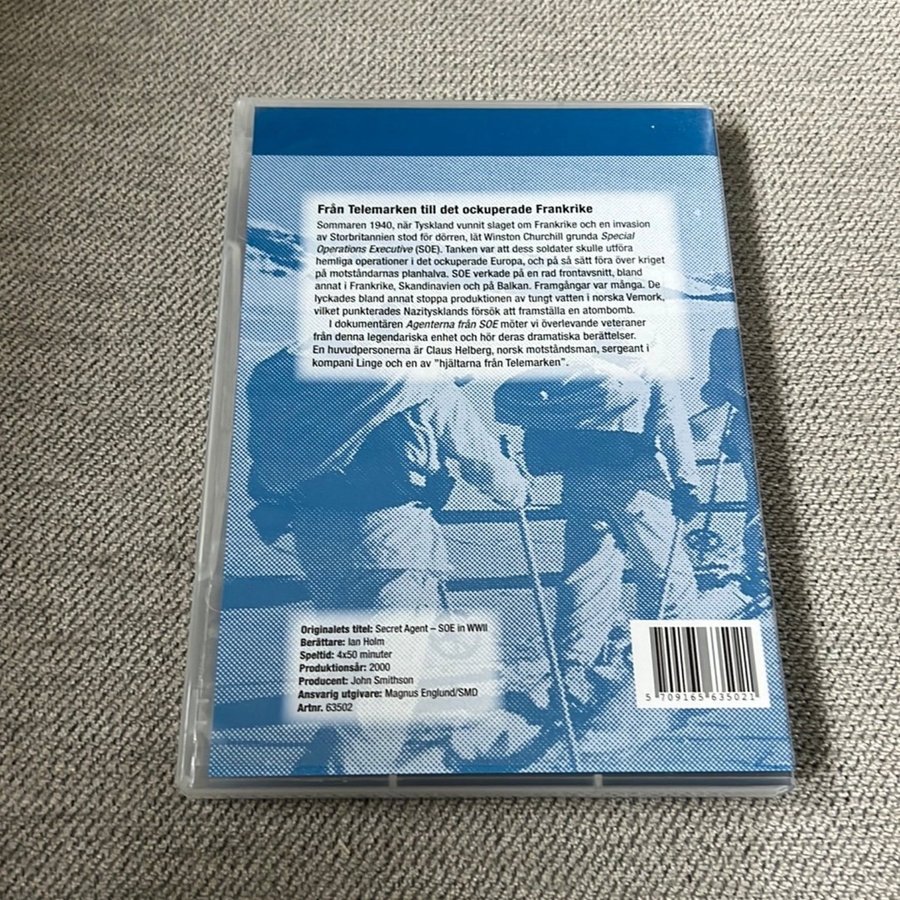 Från Telemarken till det ockuperade Frankrike
Sommaren 1940, när Tyskland vunnit slaget om Frankrike och en invasion
av Storbritannien stod för dörren, lät Winston Churchill grunda Special
Operations Executive (SOE). Tanken var att dess soldater skulle utföra
hemliga operationer i det ockuperade Europa, och på så sätt föra över kriget
på motståndarnas planhalva. SOE verkade på en rad frontavsnitt, bland
annat i Frankrike, Skandinavien och på Balkan. Framgångar var många. De
lyckades bland annat stoppa produktionen av tungt vatten i norska Vemork,
vilket punkterades Nazitysklands försök att framställa en atombomb.
I dokumentären Agenterna från SOE möter vi överlevande veteraner
från denna legendariska enhet och hör deras dramatiska berättelser.
En huvudpersonerna är Claus Helberg, norsk motståndsman, sergeant i
kompani Linge och en av ”hjältarna från Telemarken”.
Originalets titel: Secret Agent – SOE in WWII
Berättare: Ian Holm
Speltid: 4x50 minuter
Produktionsår: 2000
Producent: John Smithson
Ansvarig utgivare: Magnus Englund/SMD
Artnr. 63502
5 709165 635021